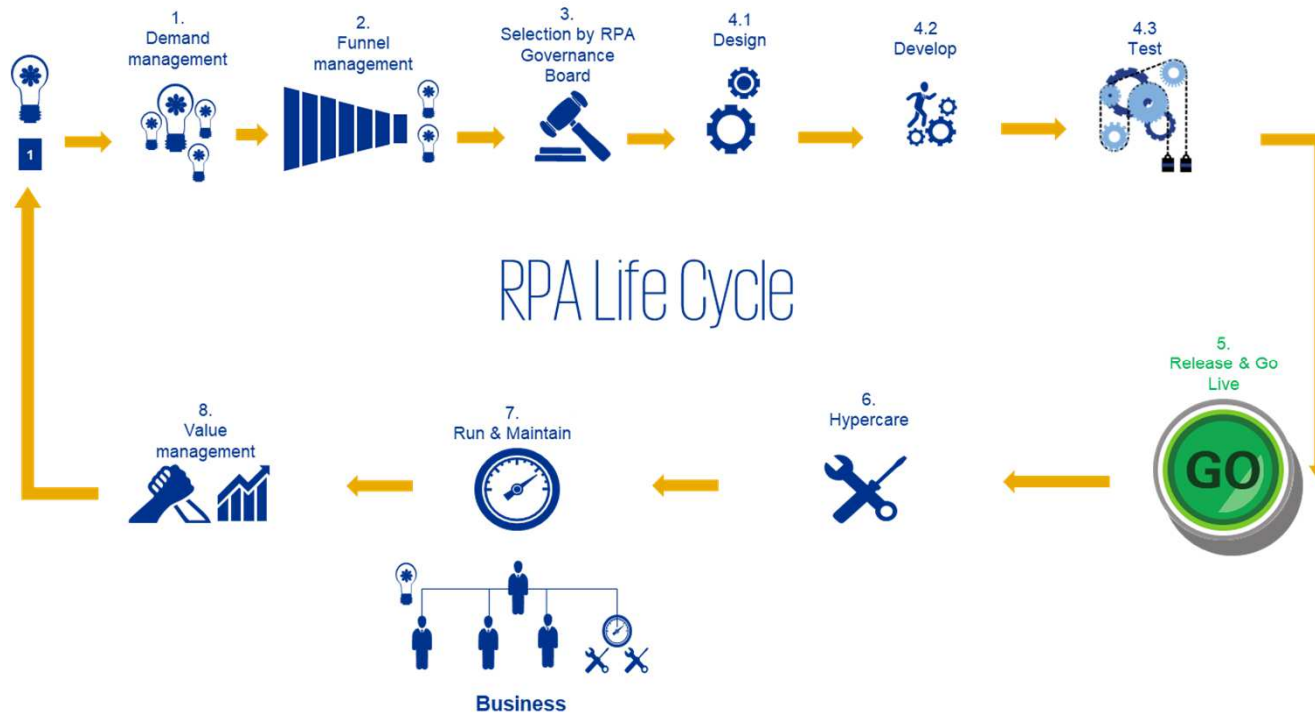 1.
Demand
management
2.
Funnel
management
3.
Selection by RPA
Governance
Board
4.1
Design
4.2
Develop
4.3
Test
1
RPA Life Cycle
5.
Release & Go
Live
GO
6.
Hypercare
7.
Run & Maintain
8.
Value
management
Business